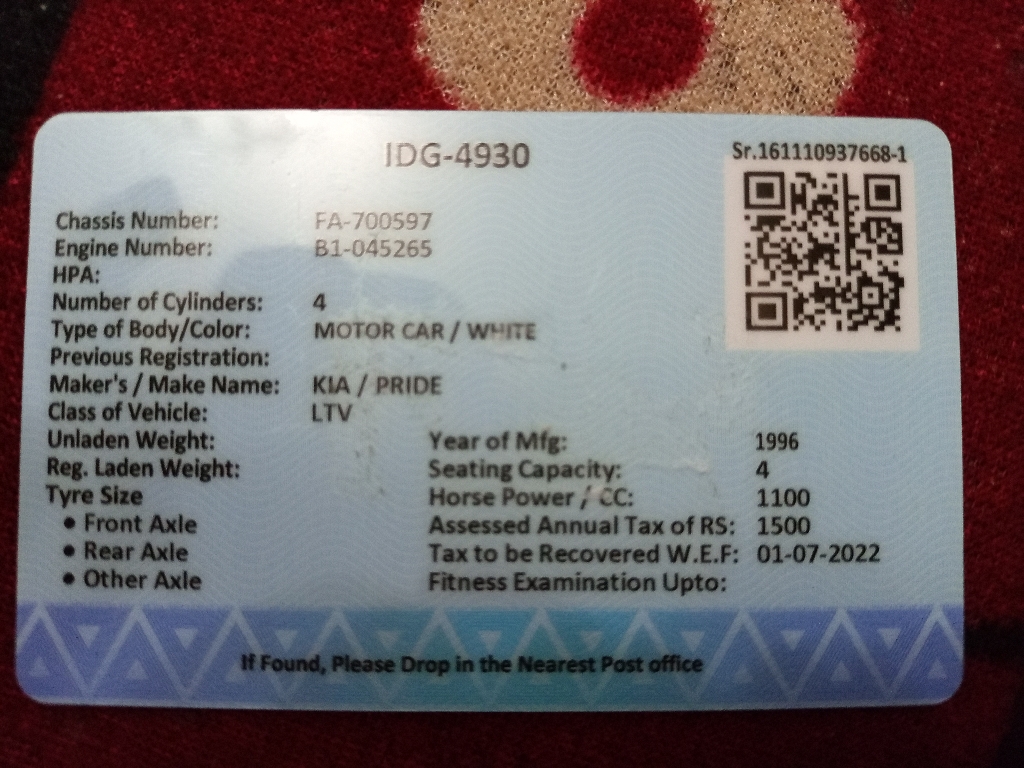 IDG-4930
Sr.161110937668-1
Chassis Number: FA-700597
Engine Number: B1-045265
HPA:
Number of Cylinders: 4
Type of Body/Color: MOTOR CAR / WHITE
Previous Registration:
Maker's / Make Name: KIA / PRIDE
Class of Vehicle: LTV
Unladen Weight:
Reg. Laden Weight:
Tyre Size
• Front Axle
• Rear Axle
• Other Axle
Year of Mfg: 1996
Seating Capacity: 4
Horse Power / CC: 1100
Assessed Annual Tax of RS: 1500
Tax to be Recovered W.E.F: 01-07-2022
Fitness Examination Upto:
If Found, Please Drop in the Nearest Post office